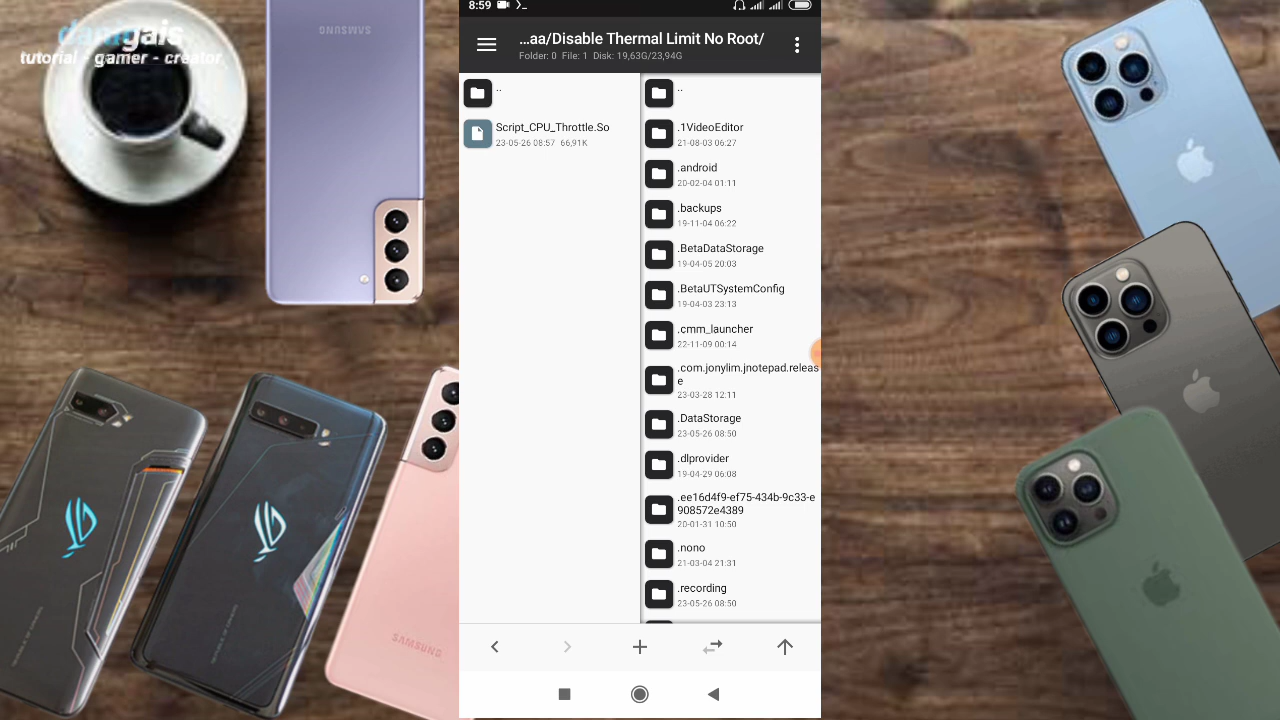 gais
tutorial - gamer - creator
SAMSUNG
8:59
...aa/Disable Thermal Limit No Root/
Folder: 0 File: 1 Disk: 19,63G/23,94G
..
Script_CPU_Throttle.So
23-05-26 08:57 66,91K
..
.1VideoEditor
21-08-03 06:27
.android
20-02-04 01:11
.backups
19-11-04 06:22
.BetaDataStorage
19-04-05 20:03
.BetaUTSystemConfig
19-04-03 23:13
.cmm_launcher
22-11-09 00:14
.com.jonylim.jnotepad.releas
e
23-03-28 12:11
.DataStorage
23-05-26 08:50
.dlprovider
19-04-29 06:08
.ee16d4f9-ef75-434b-9c33-e
908572e4389
20-01-31 10:50
.nono
21-03-04 21:31
.recording
23-05-26 08:50
SAMSUNG